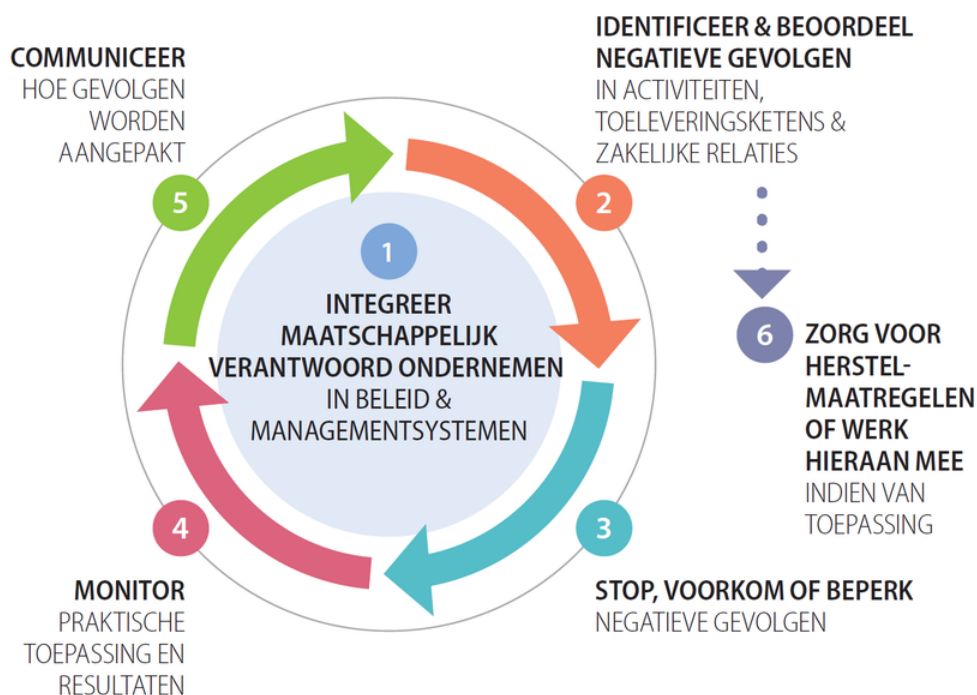 1
INTEGREER
MAATSCHAPPELIJK
VERANTWOORD ONDERNEMEN
IN BELEID &
MANAGEMENTSYSTEMEN
2
IDENTIFICEER & BEOORDEEL
NEGATIEVE GEVOLGEN
IN ACTIVITEITEN,
TOELEVERINGSKETENS &
ZAKELIJKE RELATIES
3
STOP, VOORKOM OF BEPERK
NEGATIEVE GEVOLGEN
4
MONITOR
PRAKTISCHE
TOEPASSING EN
RESULTATEN
5
COMMUNICEER
HOE GEVOLGEN
WORDEN
AANGEPAKT
6
ZORG VOOR
HERSTEL-
MAATREGELEN
OF WERK
HIERAAN MEE
INDIEN VAN
TOEPASSING